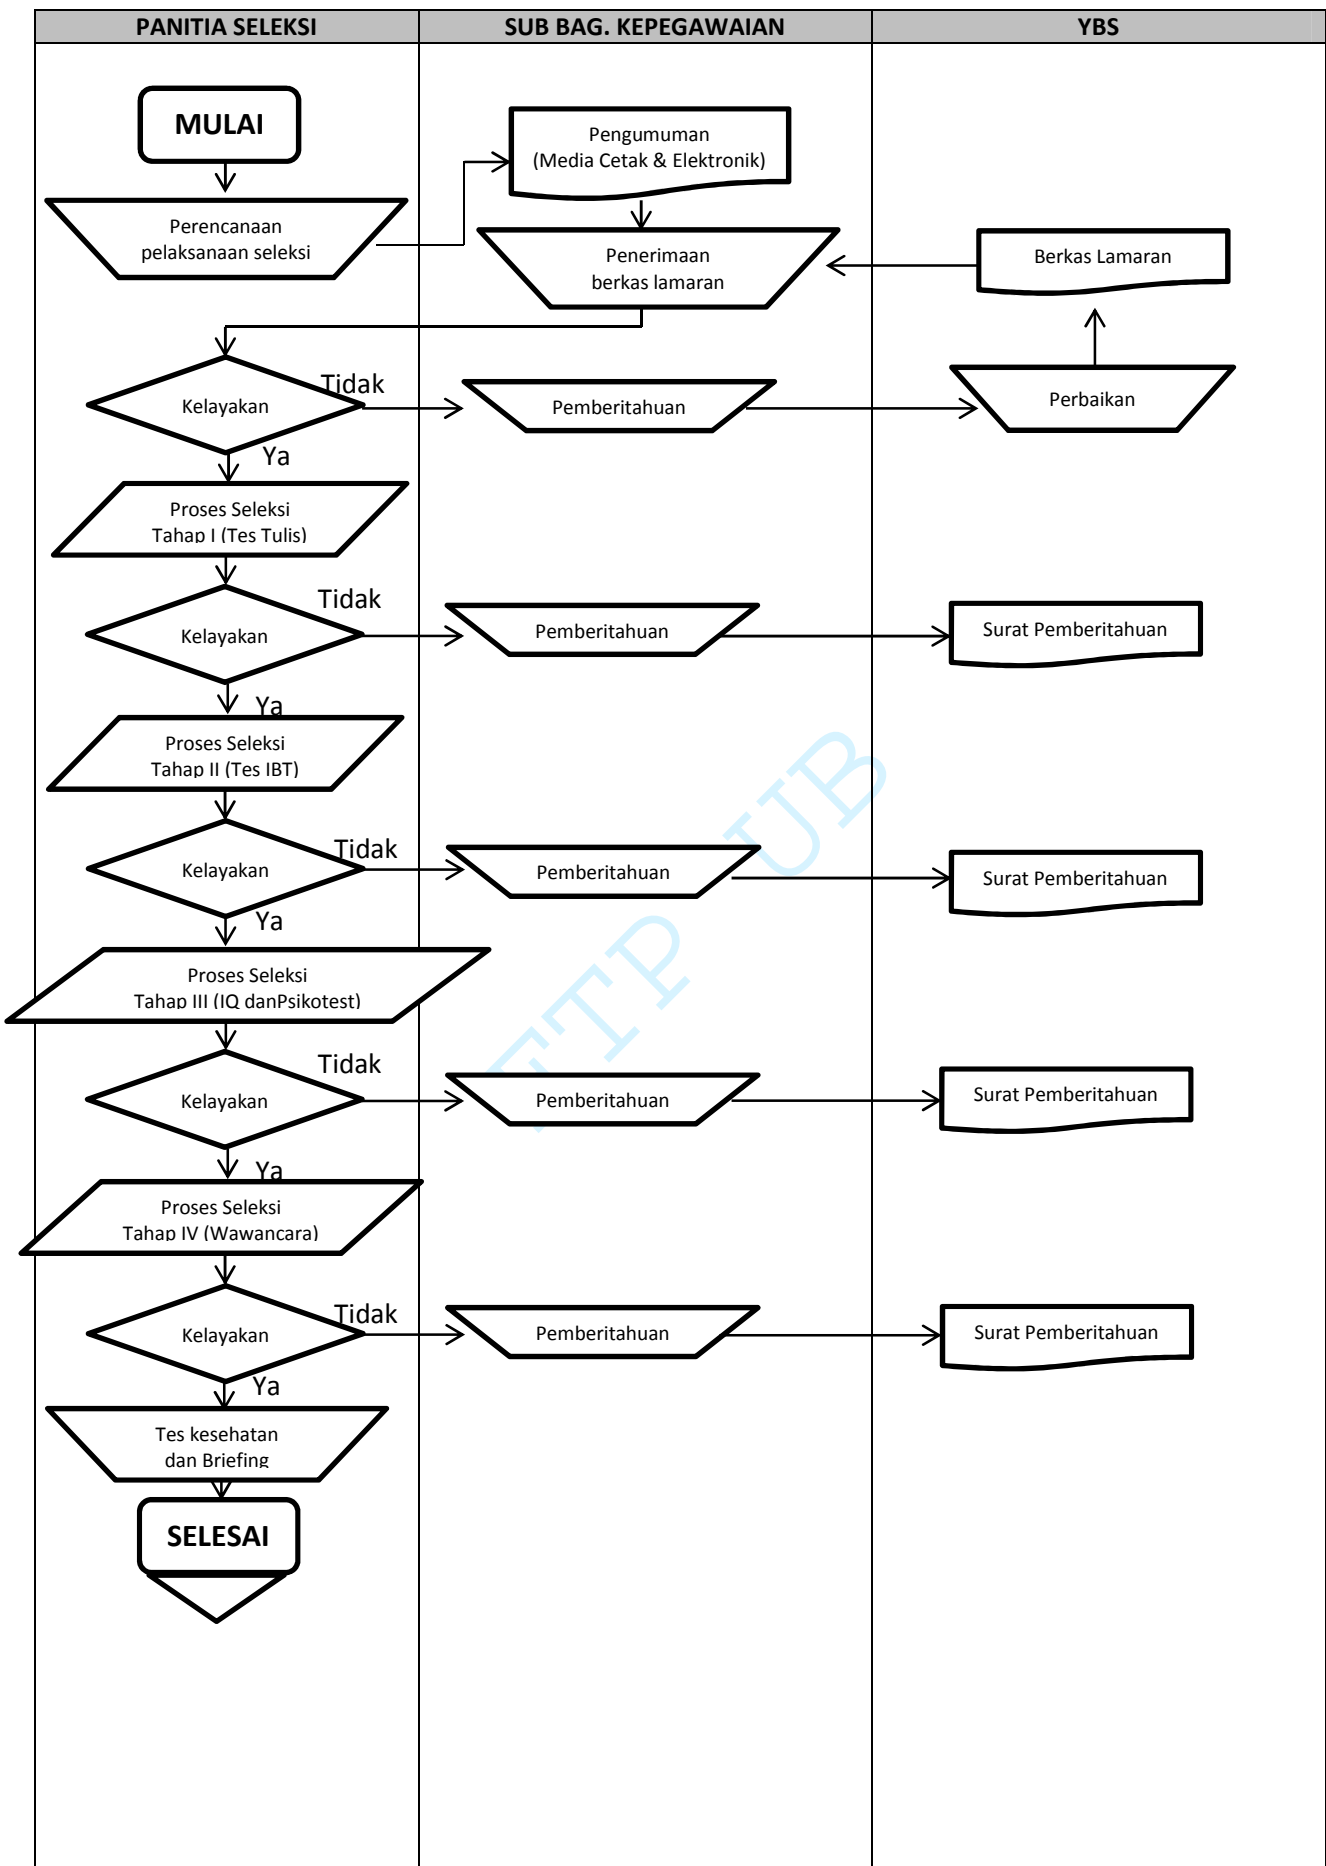 PANITIA SELEKSI
SUB BAG. KEPEGAWAIAN
YBS
MULAI
Pengumuman
(Media Cetak & Elektronik)
Perencanaan
pelaksanaan seleksi
Penerimaan
berkas lamaran
Berkas Lamaran
Kelayakan
Tidak
Pemberitahuan
Perbaikan
Ya
Proses Seleksi
Tahap I (Tes Tulis)
Kelayakan
Tidak
Pemberitahuan
Surat Pemberitahuan
Ya
Proses Seleksi
Tahap II (Tes IBT)
Kelayakan
Tidak
Pemberitahuan
Surat Pemberitahuan
Ya
Proses Seleksi
Tahap III (IQ danPsikotest)
Kelayakan
Tidak
Pemberitahuan
Surat Pemberitahuan
Ya
Proses Seleksi
Tahap IV (Wawancara)
Kelayakan
Tidak
Pemberitahuan
Surat Pemberitahuan
Ya
Tes kesehatan
dan Briefing
SELESAI
FTP UB